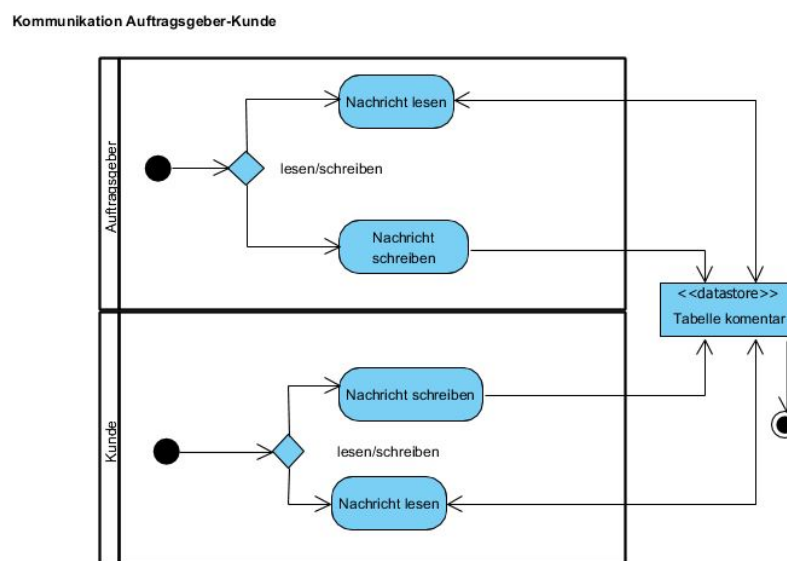 Kommunikation Auftragsgeber-Kunde
Auftragsgeber
Nachricht lesen
lesen/schreiben
Nachricht
schreiben
<<datastore>>
Tabelle komentar
Kunde
Nachricht schreiben
lesen/schreiben
Nachricht lesen